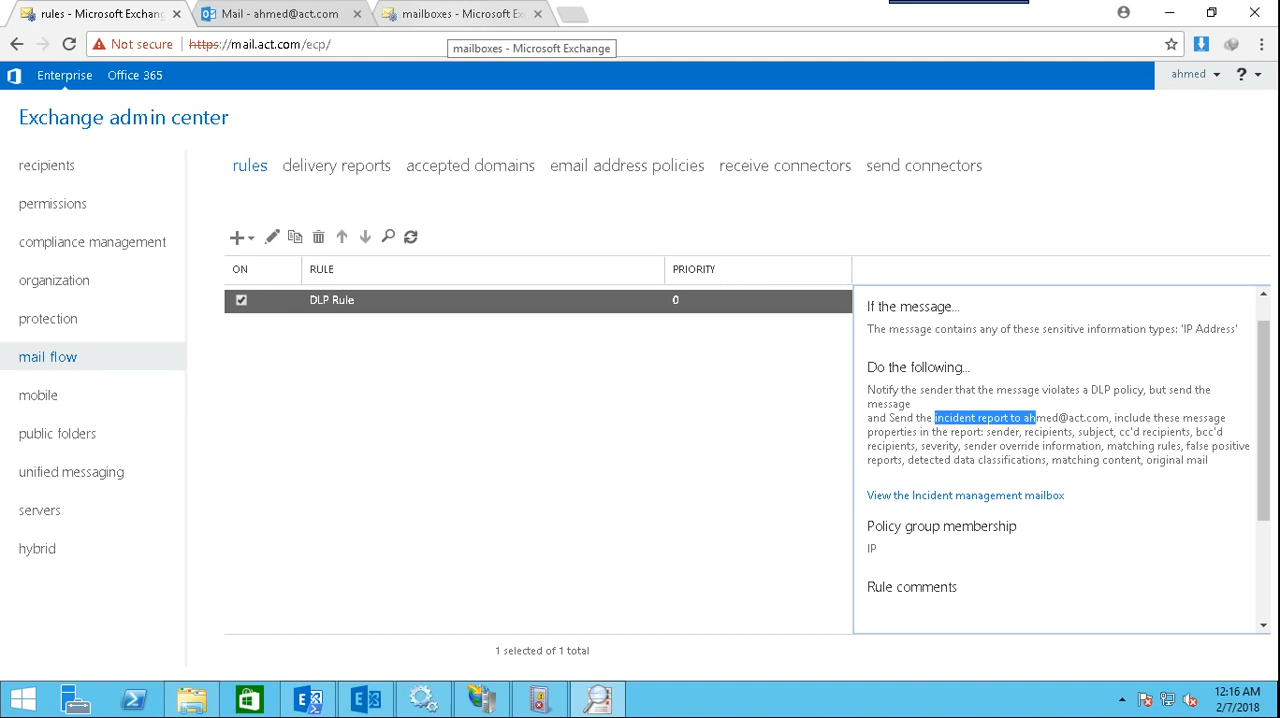 rules - Microsoft Exchang
Mail - ahmed@act.com
mailboxes - Microsoft Ex
Not secure
https://mail.act.com/ecp/
mailboxes - Microsoft Exchange
Enterprise
Office 365
ahmed
?
Exchange admin center
recipients
permissions
compliance management
organization
protection
mail flow
mobile
public folders
unified messaging
servers
hybrid
rules
delivery reports
accepted domains
email address policies
receive connectors
send connectors
ON
RULE
PRIORITY
DLP Rule
0
If the message...
The message contains any of these sensitive information types: 'IP Address'
Do the following...
Notify the sender that the message violates a DLP policy, but send the
message
and Send the incident report to ahmed@act.com, include these message
properties in the report: sender, recipients, subject, cc'd recipients, bcc'd
recipients, severity, sender override information, matching rules, false positive
reports, detected data classifications, matching content, original mail
View the Incident management mailbox
Policy group membership
IP
Rule comments
1 selected of 1 total
12:16 AM
2/7/2018